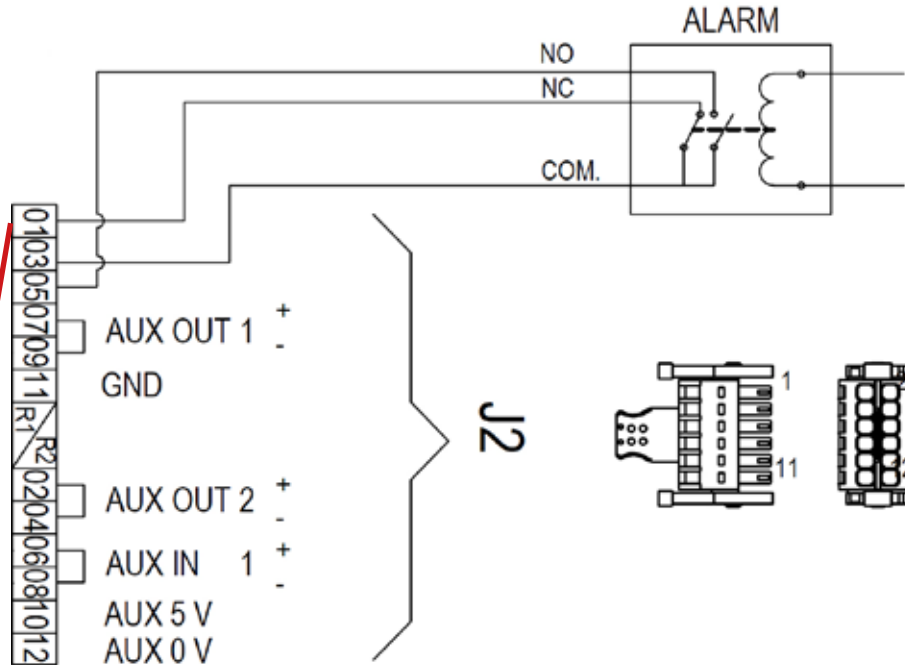 ALARM
NO
NC
COM.
01
03
05
07
09
11
R1
R2
02
04
06
08
10
12
AUX OUT 1 + -
GND
AUX OUT 2 + -
AUX IN 1 + -
AUX 5 V
AUX 0 V
J2
1
11